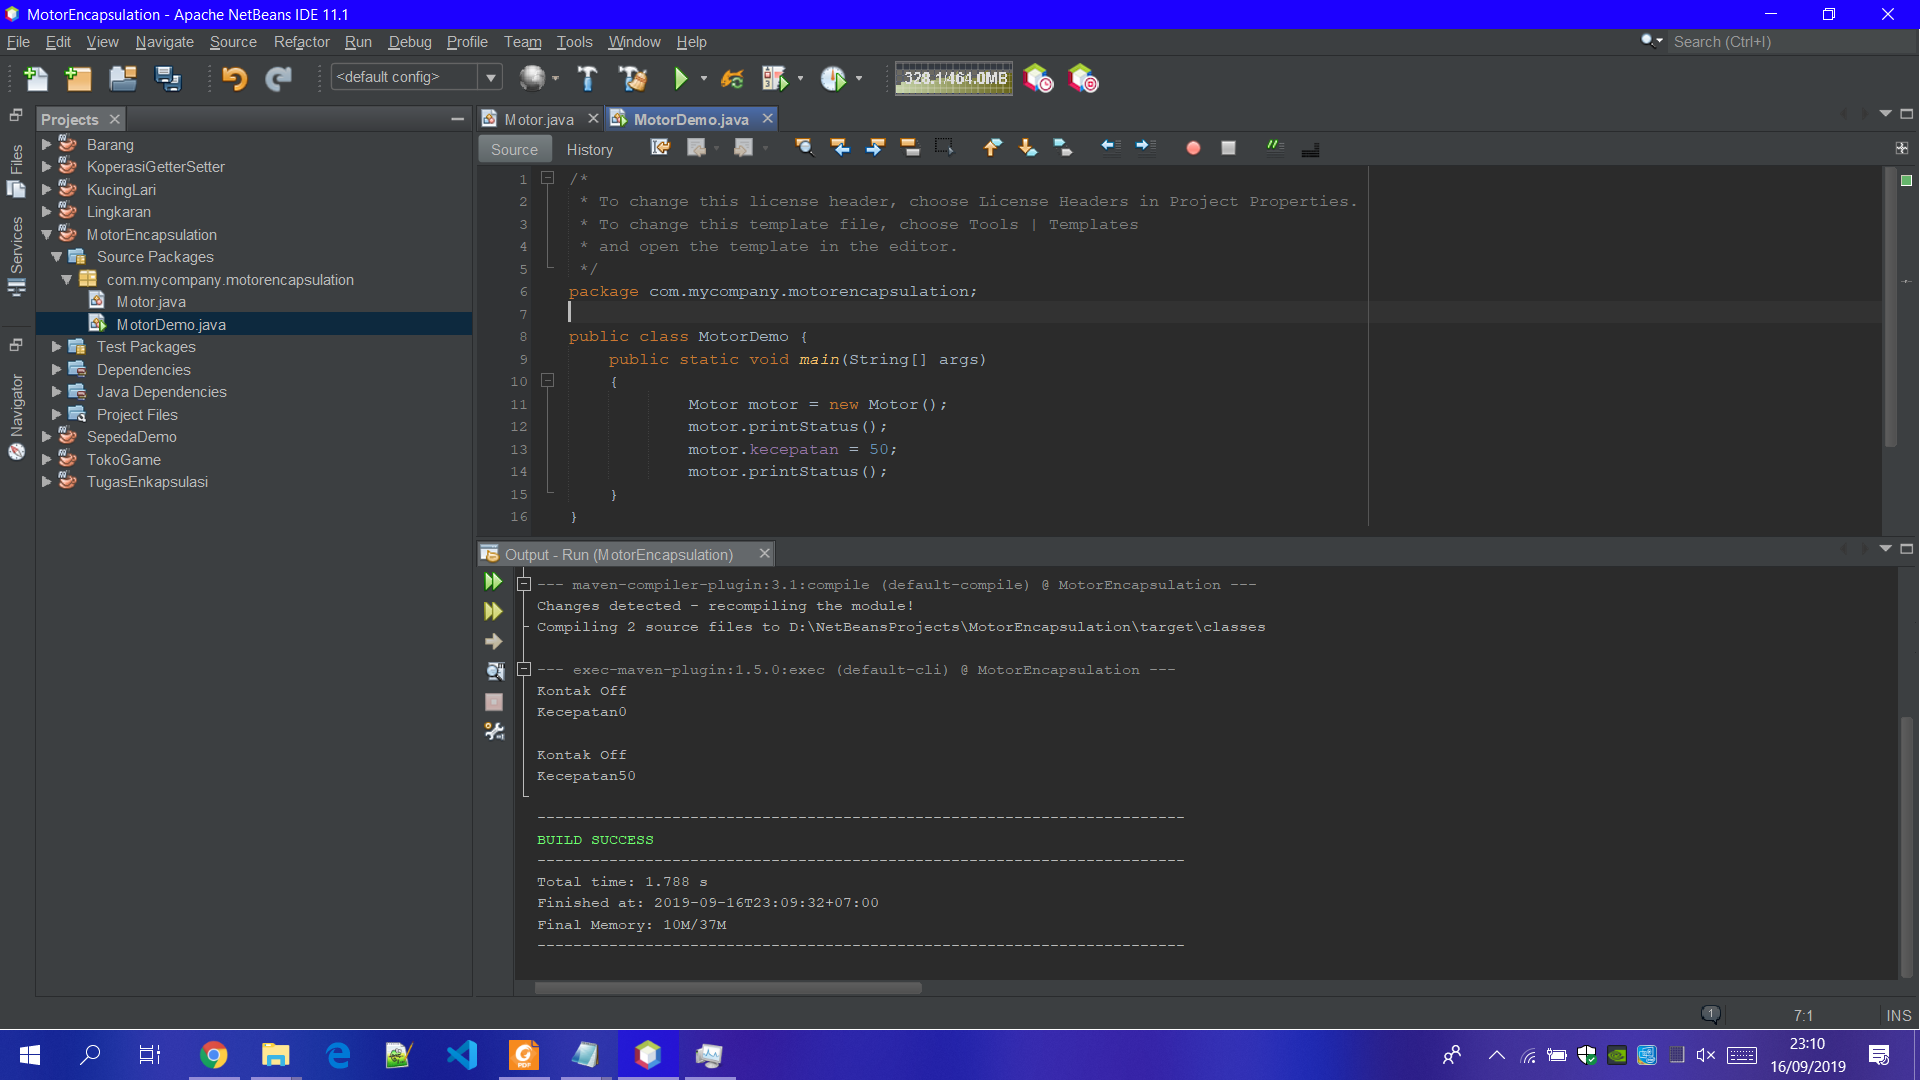 MotorEncapsulation - Apache NetBeans IDE 11.1
File Edit View Navigate Source Refactor Run Debug Profile Team Tools Window Help
Search (Ctrl+I)
<default config>
328.1/464.0MB
Files
Services
Navigator
Projects
Barang
KoperasiGetterSetter
KucingLari
Lingkaran
MotorEncapsulation
Source Packages
com.mycompany.motorencapsulation
Motor.java
MotorDemo.java
Test Packages
Dependencies
Java Dependencies
Project Files
SepedaDemo
TokoGame
TugasEnkapsulasi
Motor.java MotorDemo.java
Source History
1 /*
2 * To change this license header, choose License Headers in Project Properties.
3 * To change this template file, choose Tools | Templates
4 * and open the template in the editor.
5 */
6 package com.mycompany.motorencapsulation;
7
8 public class MotorDemo {
9 public static void main(String[] args)
10 {
11 Motor motor = new Motor();
12 motor.printStatus();
13 motor.kecepatan = 50;
14 motor.printStatus();
15 }
16 }
Output - Run (MotorEncapsulation)
--- maven-compiler-plugin:3.1:compile (default-compile) @ MotorEncapsulation ---
Changes detected - recompiling the module!
Compiling 2 source files to D:\NetBeansProjects\MotorEncapsulation\target\classes
--- exec-maven-plugin:1.5.0:exec (default-cli) @ MotorEncapsulation ---
Kontak Off
Kecepatan0
Kontak Off
Kecepatan50
------------------------------------------------------------------------
BUILD SUCCESS
------------------------------------------------------------------------
Total time: 1.788 s
Finished at: 2019-09-16T23:09:32+07:00
Final Memory: 10M/37M
------------------------------------------------------------------------
1
7:1
INS
PDF
23:10
16/09/2019